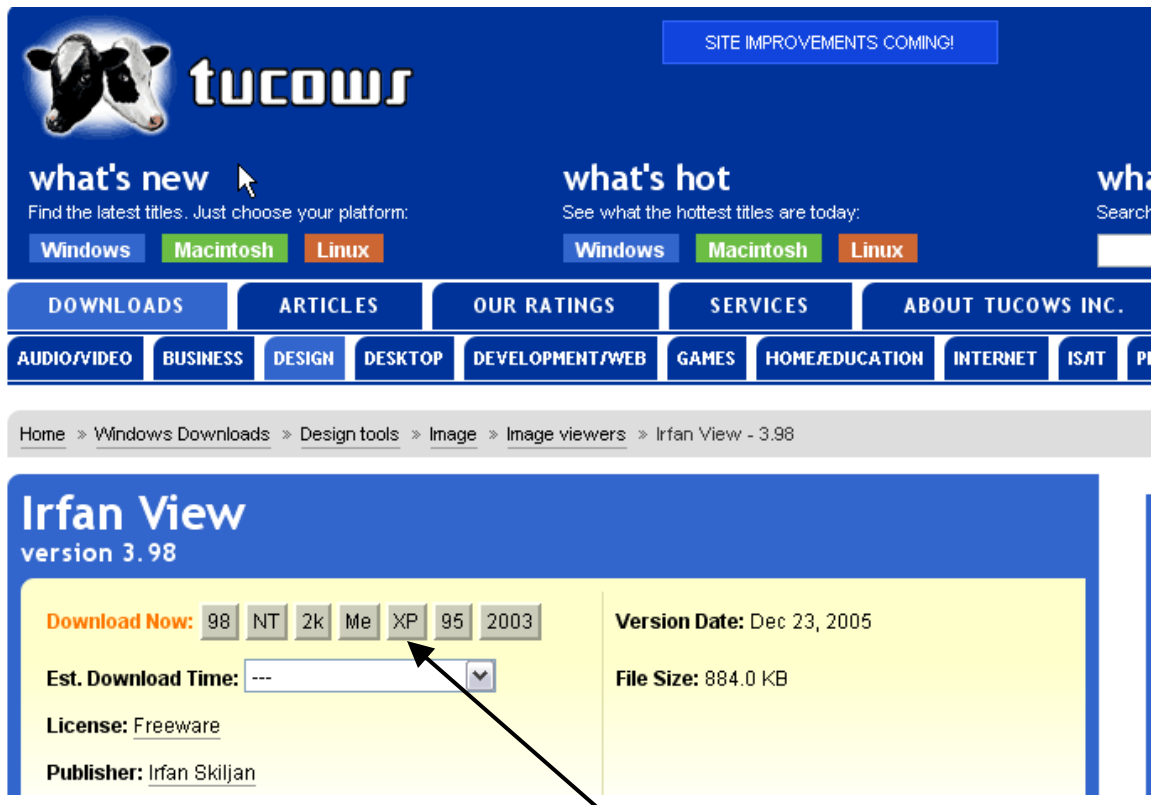 SITE IMPROVEMENTS COMING!
tucows
what's new
Find the latest titles. Just choose your platform:
Windows Macintosh Linux
what's hot
See what the hottest titles are today:
Windows Macintosh Linux
Search
DOWNLOADS ARTICLES OUR RATINGS SERVICES ABOUT TUCOWS INC.
AUDIO/VIDEO BUSINESS DESIGN DESKTOP DEVELOPMENT/WEB GAMES HOME/EDUCATION INTERNET IS/IT
Home » Windows Downloads » Design tools » Image » Image viewers » Irfan View - 3.98
Irfan View
version 3.98
Download Now: 98 NT 2k Me XP 95 2003
Version Date: Dec 23, 2005
Est. Download Time: ---
File Size: 884.0 KB
License: Freeware
Publisher: Irfan Skiljan